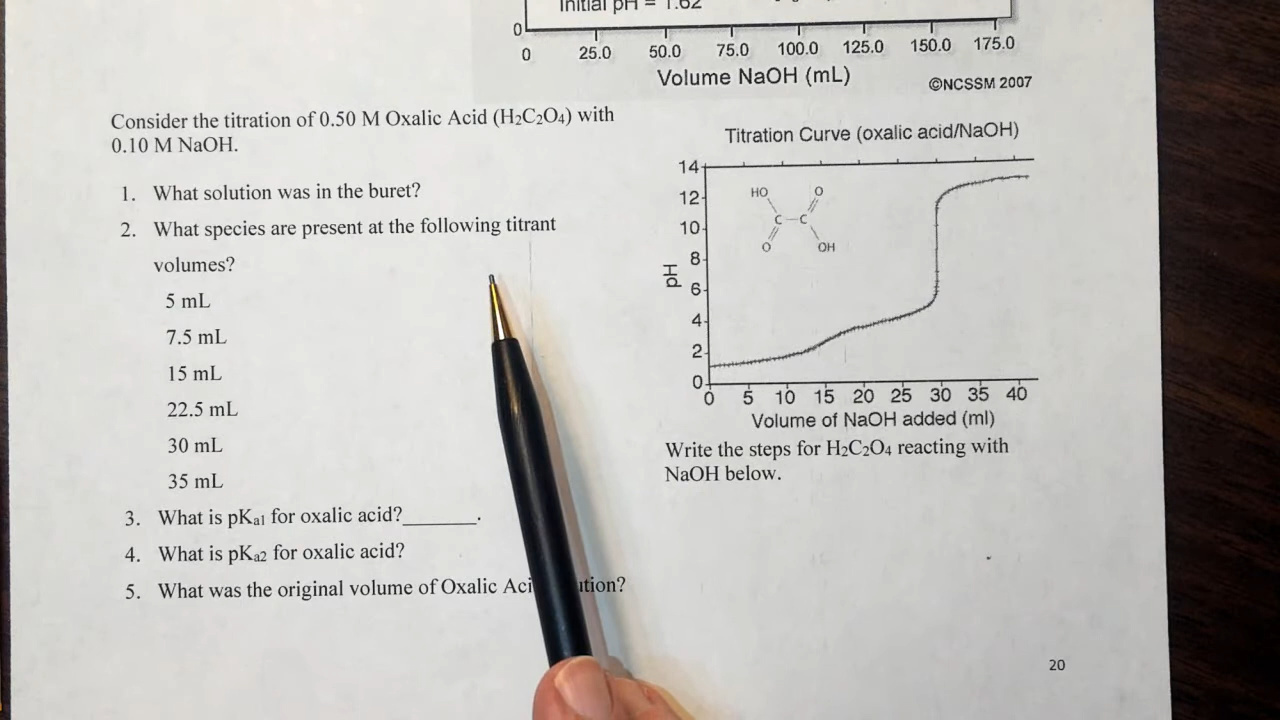 Initial pH = 1.62
0
0 25.0 50.0 75.0 100.0 125.0 150.0 175.0
Volume NaOH (mL)
©NCSSM 2007
Consider the titration of 0.50 M Oxalic Acid (H2C2O4) with
0.10 M NaOH.
1. What solution was in the buret?
2. What species are present at the following titrant
volumes?
5 mL
7.5 mL
15 mL
22.5 mL
30 mL
35 mL
3. What is pKa1 for oxalic acid?_______.
4. What is pKa2 for oxalic acid?
5. What was the original volume of Oxalic
Titration Curve (oxalic acid/NaOH)
14
12
10
8
6
4
2
0
pH
HO O
C-C
O OH
0 5 10 15 20 25 30 35 40
Volume of NaOH added (ml)
Write the steps for H2C2O4 reacting with
NaOH below.
20